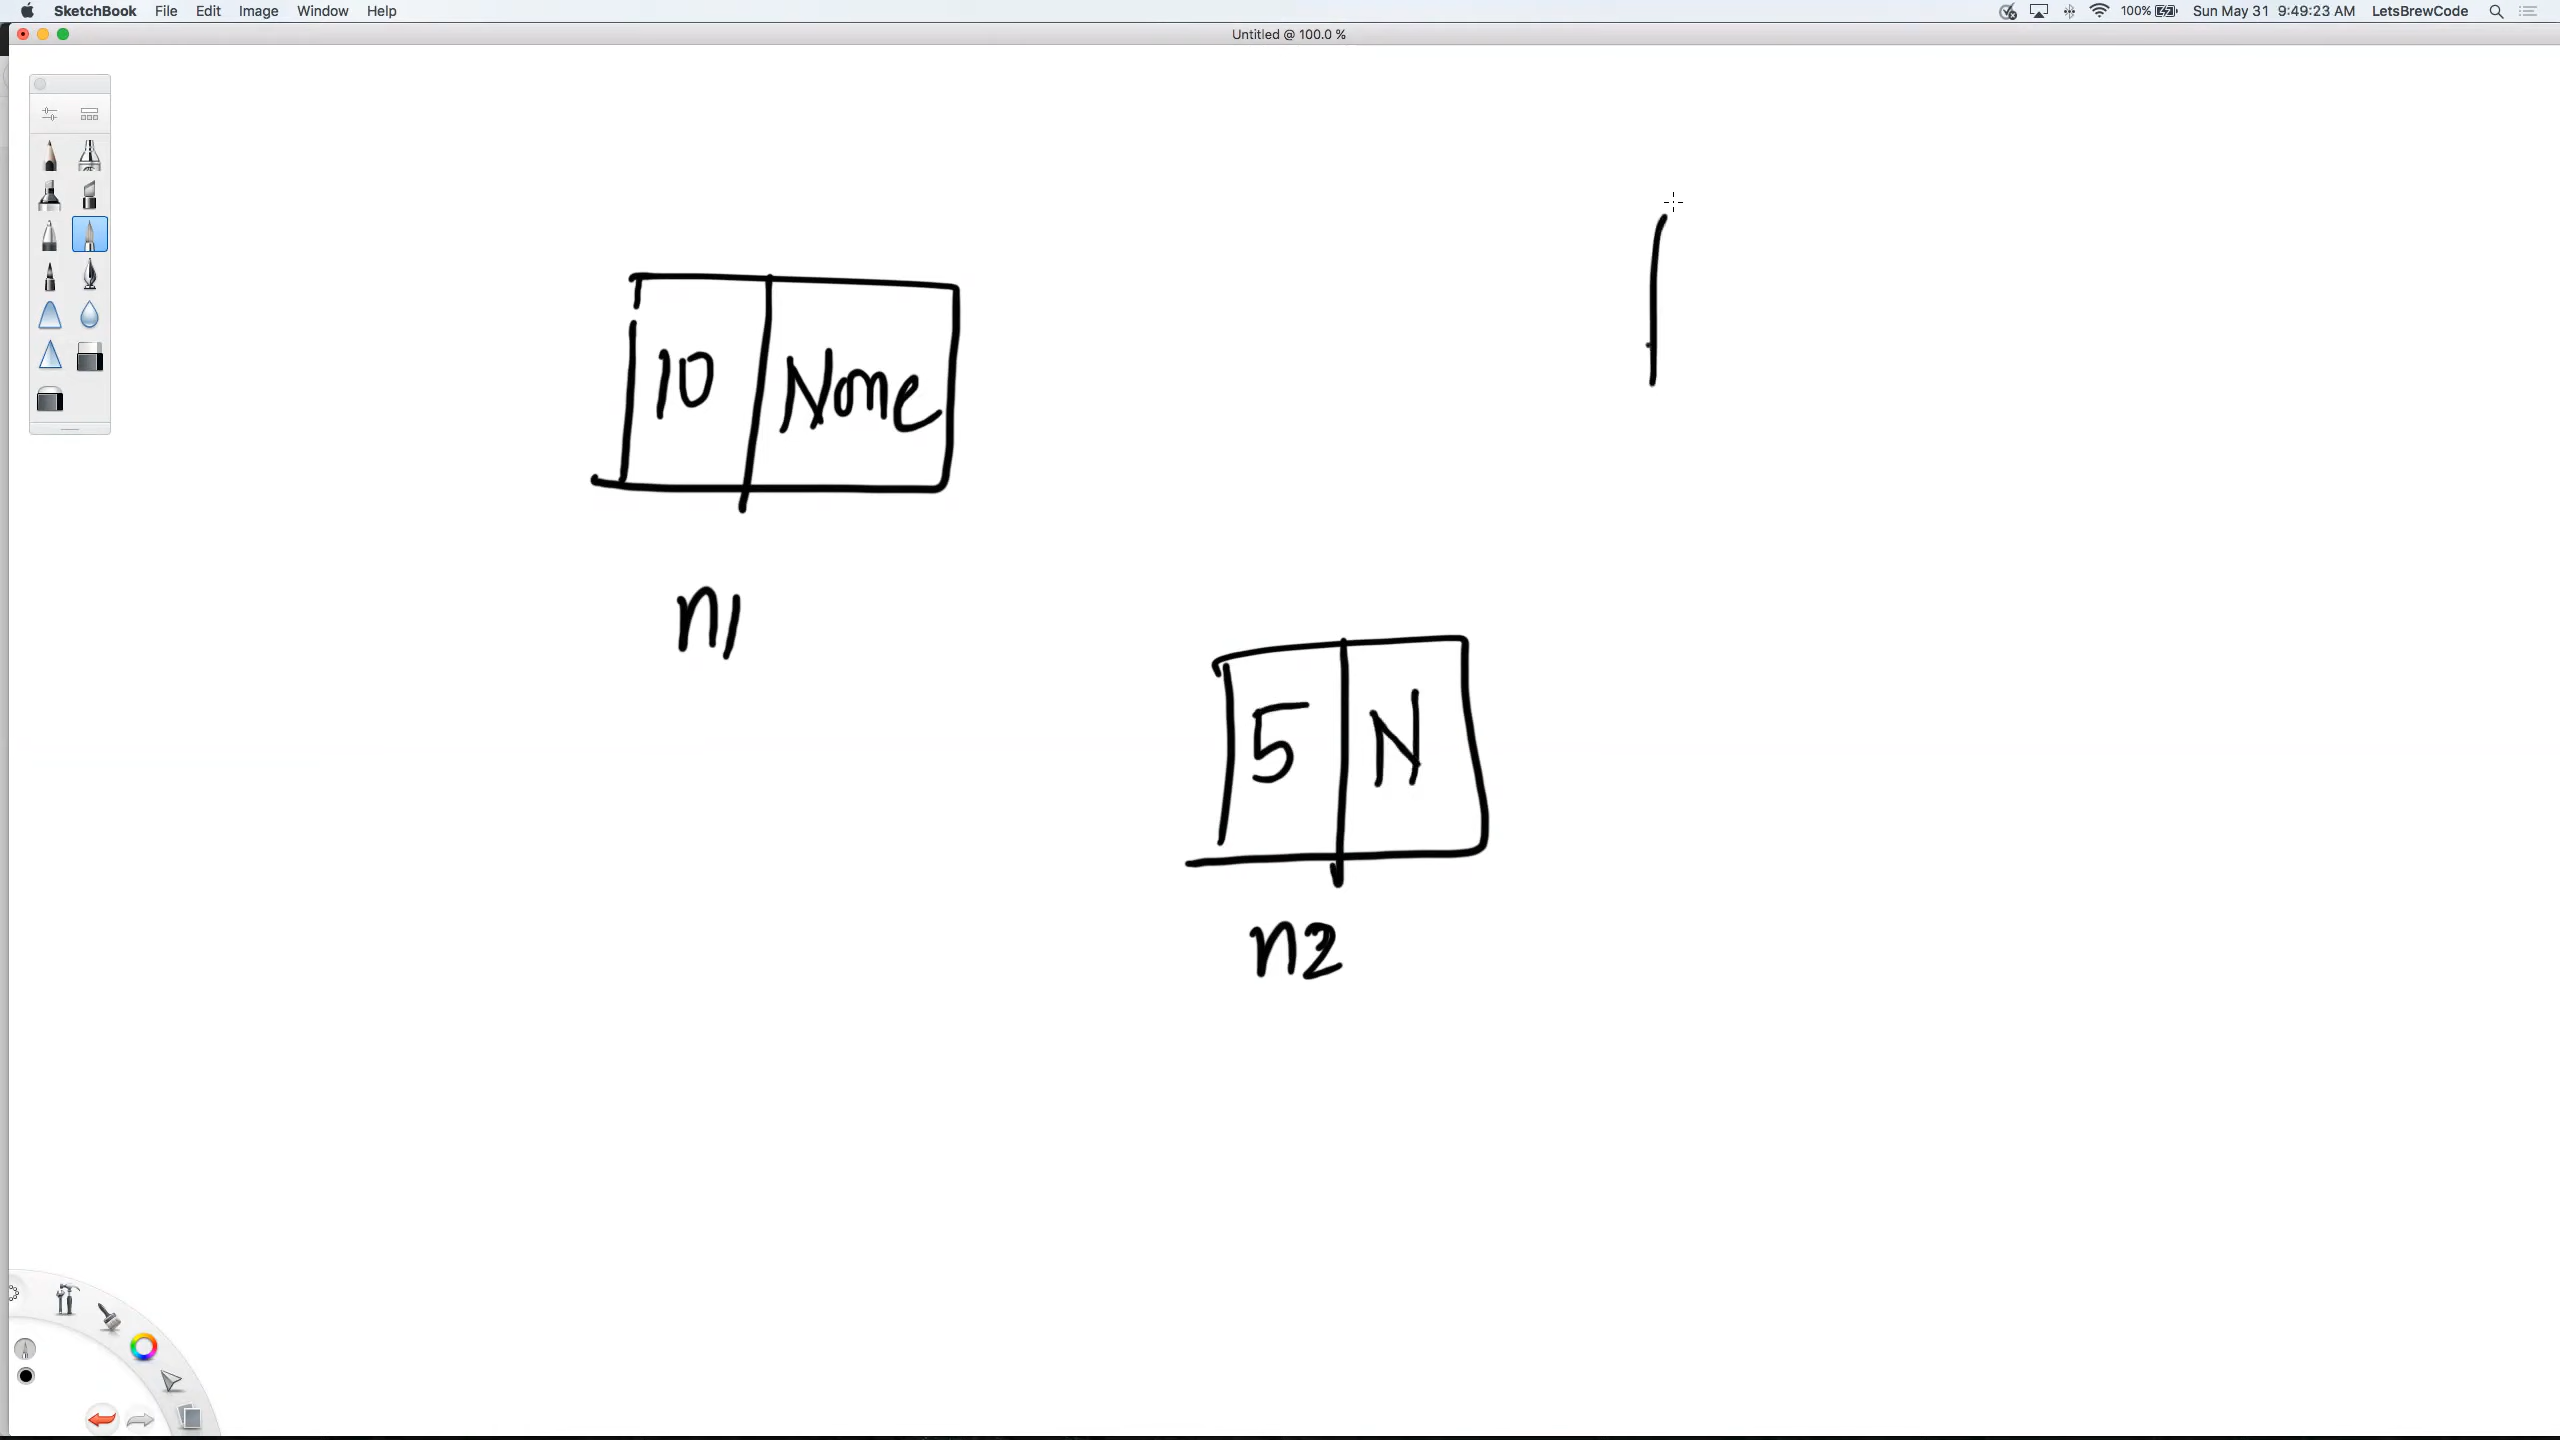 SketchBook File Edit Image Window Help 100% Sun May 31 9:49:23 AM LetsBrewCode
Untitled @ 100.0 %
10 None
n1
5 N
n2